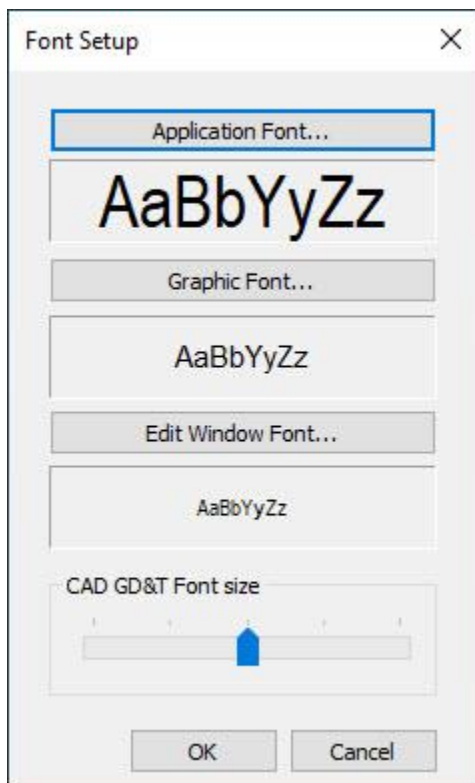 Font Setup
Application Font...
AaBbYyZz
Graphic Font...
AaBbYyZz
Edit Window Font...
AaBbYyZz
CAD GD&T Font size
OK Cancel